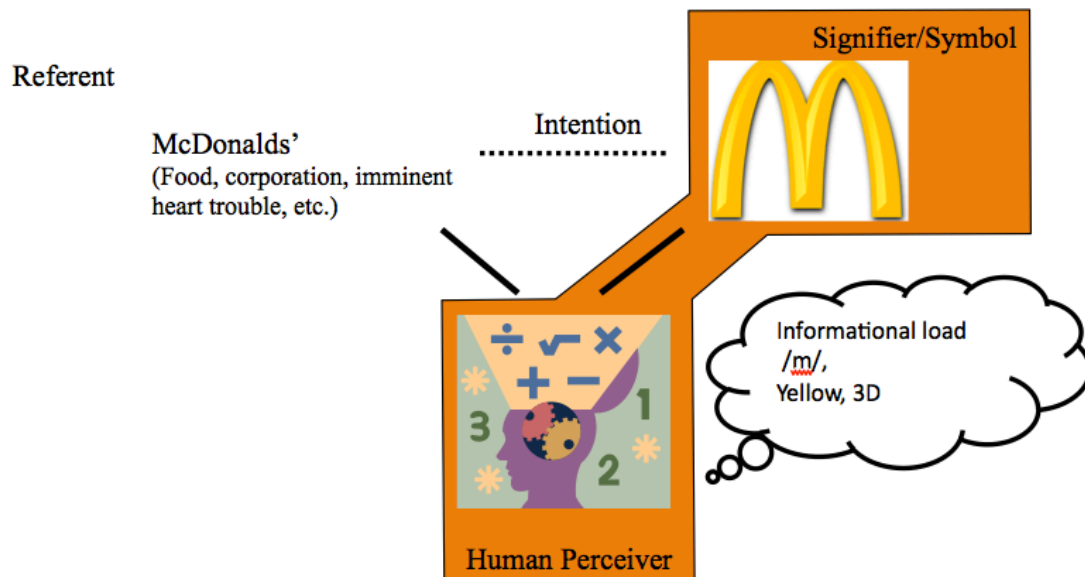 Signifier/Symbol
Referent
Intention
McDonalds’
(Food, corporation, imminent
heart trouble, etc.)
Informational load
/m/,
Yellow, 3D
÷ √ ×
+ −
3
1
2
Human Perceiver